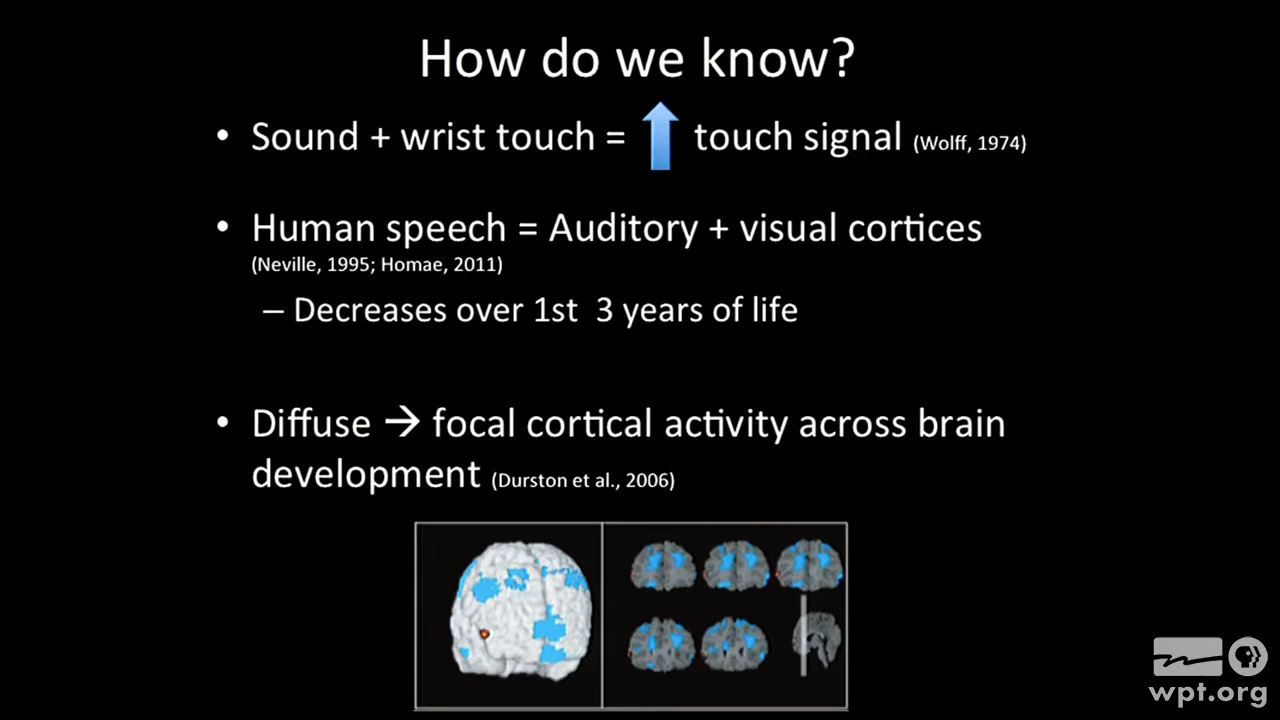 How do we know?
• Sound + wrist touch = ⬆ touch signal (Wolff, 1974)
• Human speech = Auditory + visual cortices
(Neville, 1995; Homae, 2011)
– Decreases over 1st 3 years of life
• Diffuse → focal cortical activity across brain
development (Durston et al., 2006)
wpt.org